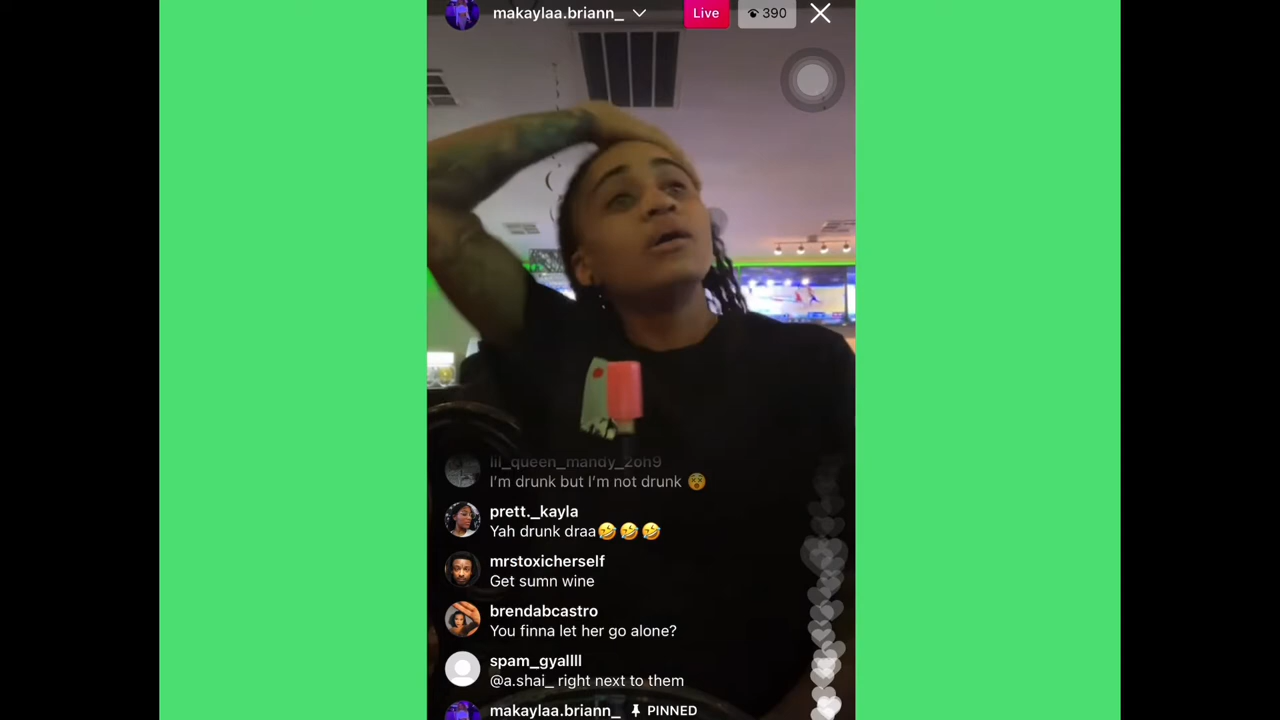 makaylaa.briann_
Live
390
lil_queen_mandy_2oh9
I'm drunk but I'm not drunk 😵
prett._kayla
Yah drunk draa🤣🤣🤣
mrstoxicherself
Get sumn wine
brendabcastro
You finna let her go alone?
spam_gyallll
@a.shai_ right next to them
makaylaa.briann_ PINNED